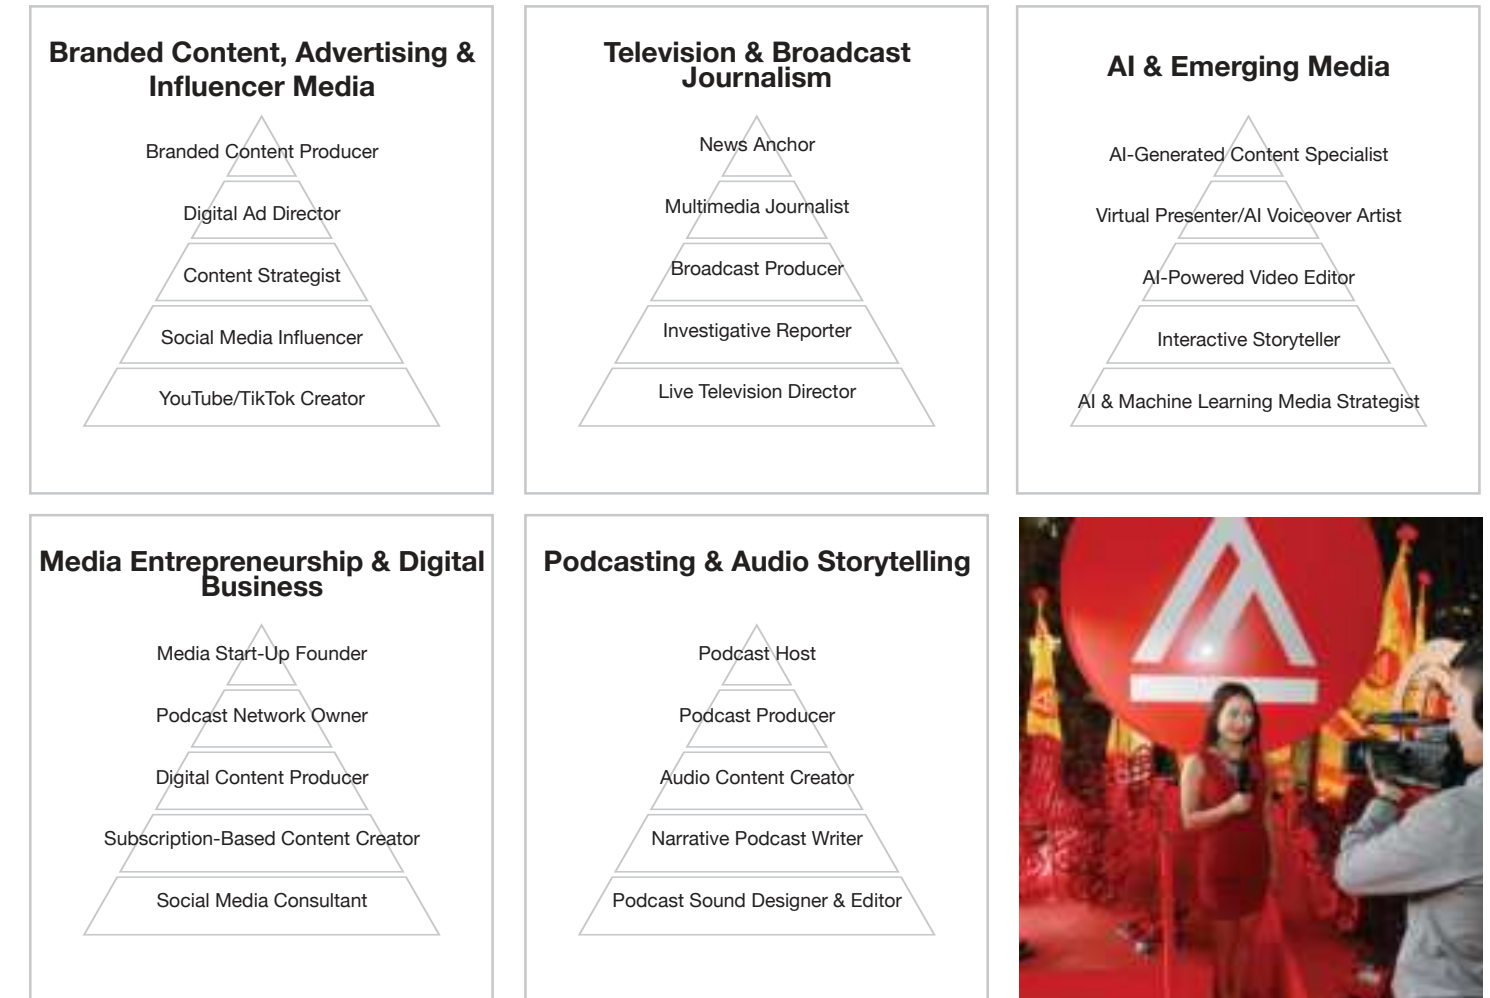 Branded Content, Advertising &
Influencer Media
Branded Content Producer
Digital Ad Director
Content Strategist
Social Media Influencer
YouTube/TikTok Creator
Television & Broadcast
Journalism
News Anchor
Multimedia Journalist
Broadcast Producer
Investigative Reporter
Live Television Director
AI & Emerging Media
AI-Generated Content Specialist
Virtual Presenter/AI Voiceover Artist
AI-Powered Video Editor
Interactive Storyteller
AI & Machine Learning Media Strategist
Media Entrepreneurship & Digital
Business
Media Start-Up Founder
Podcast Network Owner
Digital Content Producer
Subscription-Based Content Creator
Social Media Consultant
Podcasting & Audio Storytelling
Podcast Host
Podcast Producer
Audio Content Creator
Narrative Podcast Writer
Podcast Sound Designer & Editor